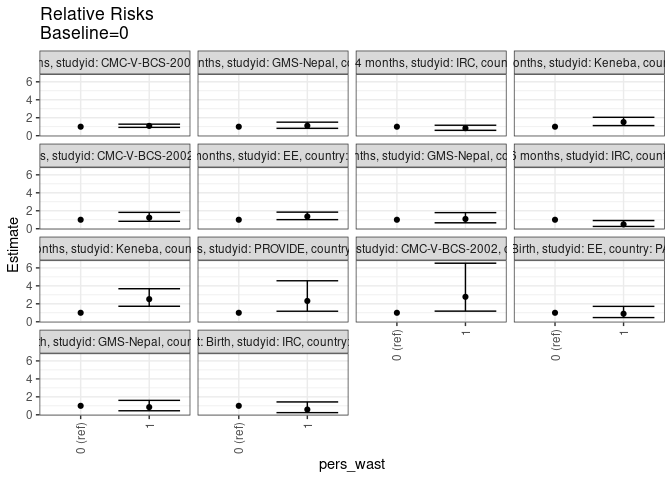 Relative Risks
Baseline=0
ns, studyid: CMC-V-BCS-200 nths, studyid: GMS-Nepal, co 4 months, studyid: IRC, coun onths, studyid: Keneba, cou
6
4
2
0
s, studyid: CMC-V-BCS-2002 months, studyid: EE, country: nths, studyid: GMS-Nepal, co 6 months, studyid: IRC, count
6
4
2
0
Estimate
onths, studyid: Keneba, coun s, studyid: PROVIDE, country studyid: CMC-V-BCS-2002, c Birth, studyid: EE, country: PA
6
4
2
0
th, studyid: GMS-Nepal, cour t: Birth, studyid: IRC, country:
6
4
2
0
0 (ref) 1 0 (ref) 1 0 (ref) 1 0 (ref) 1
pers_wast